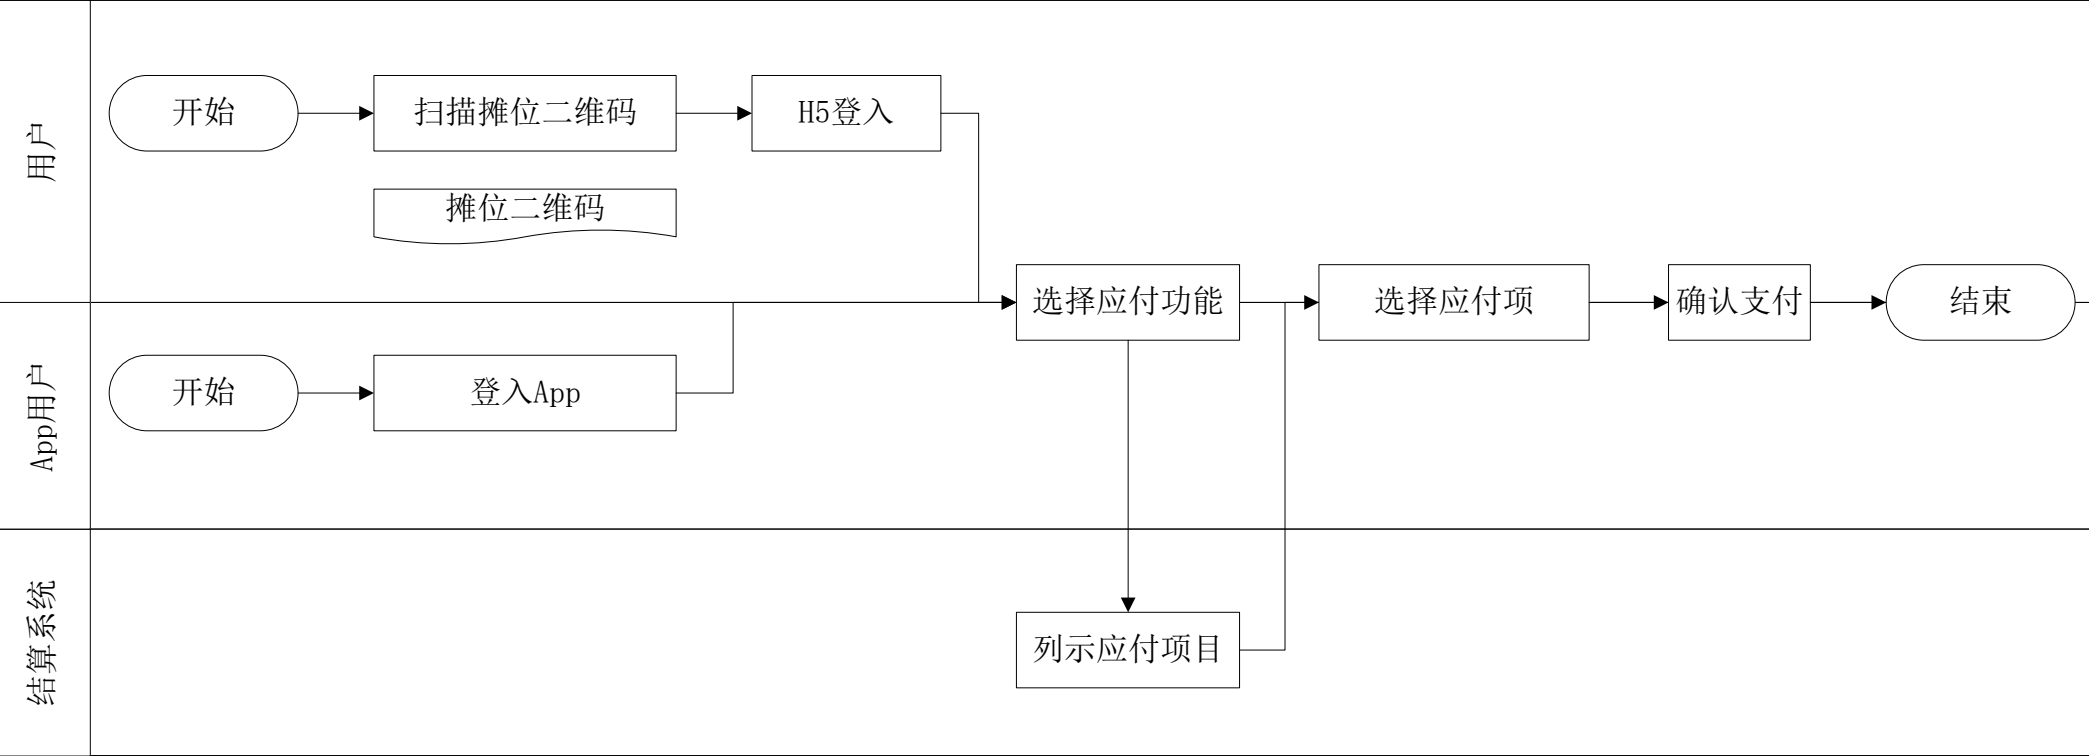 用户
开始
扫描摊位二维码
H5登入
摊位二维码
选择应付功能
选择应付项
确认支付
结束
App用户
开始
登入App
结算系统
列示应付项目